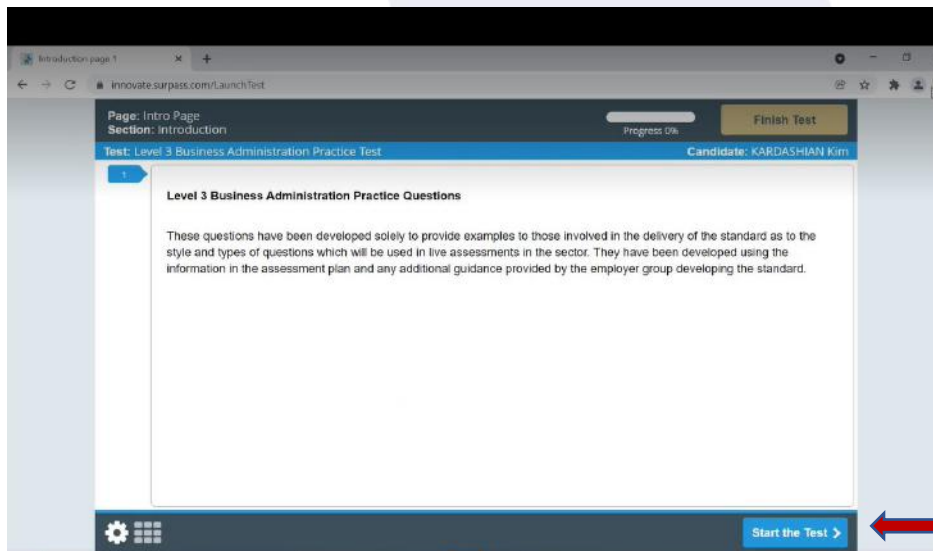 Introduction page 1
innovate.surpass.com/LaunchTest
Page: Intro Page
Section: Introduction
Progress 0%
Finish Test
Test: Level 3 Business Administration Practice Test
Candidate: KARDASHIAN Kim
1
Level 3 Business Administration Practice Questions
These questions have been developed solely to provide examples to those involved in the delivery of the standard as to the
style and types of questions which will be used in live assessments in the sector. They have been developed using the
information in the assessment plan and any additional guidance provided by the employer group developing the standard.
Start the Test